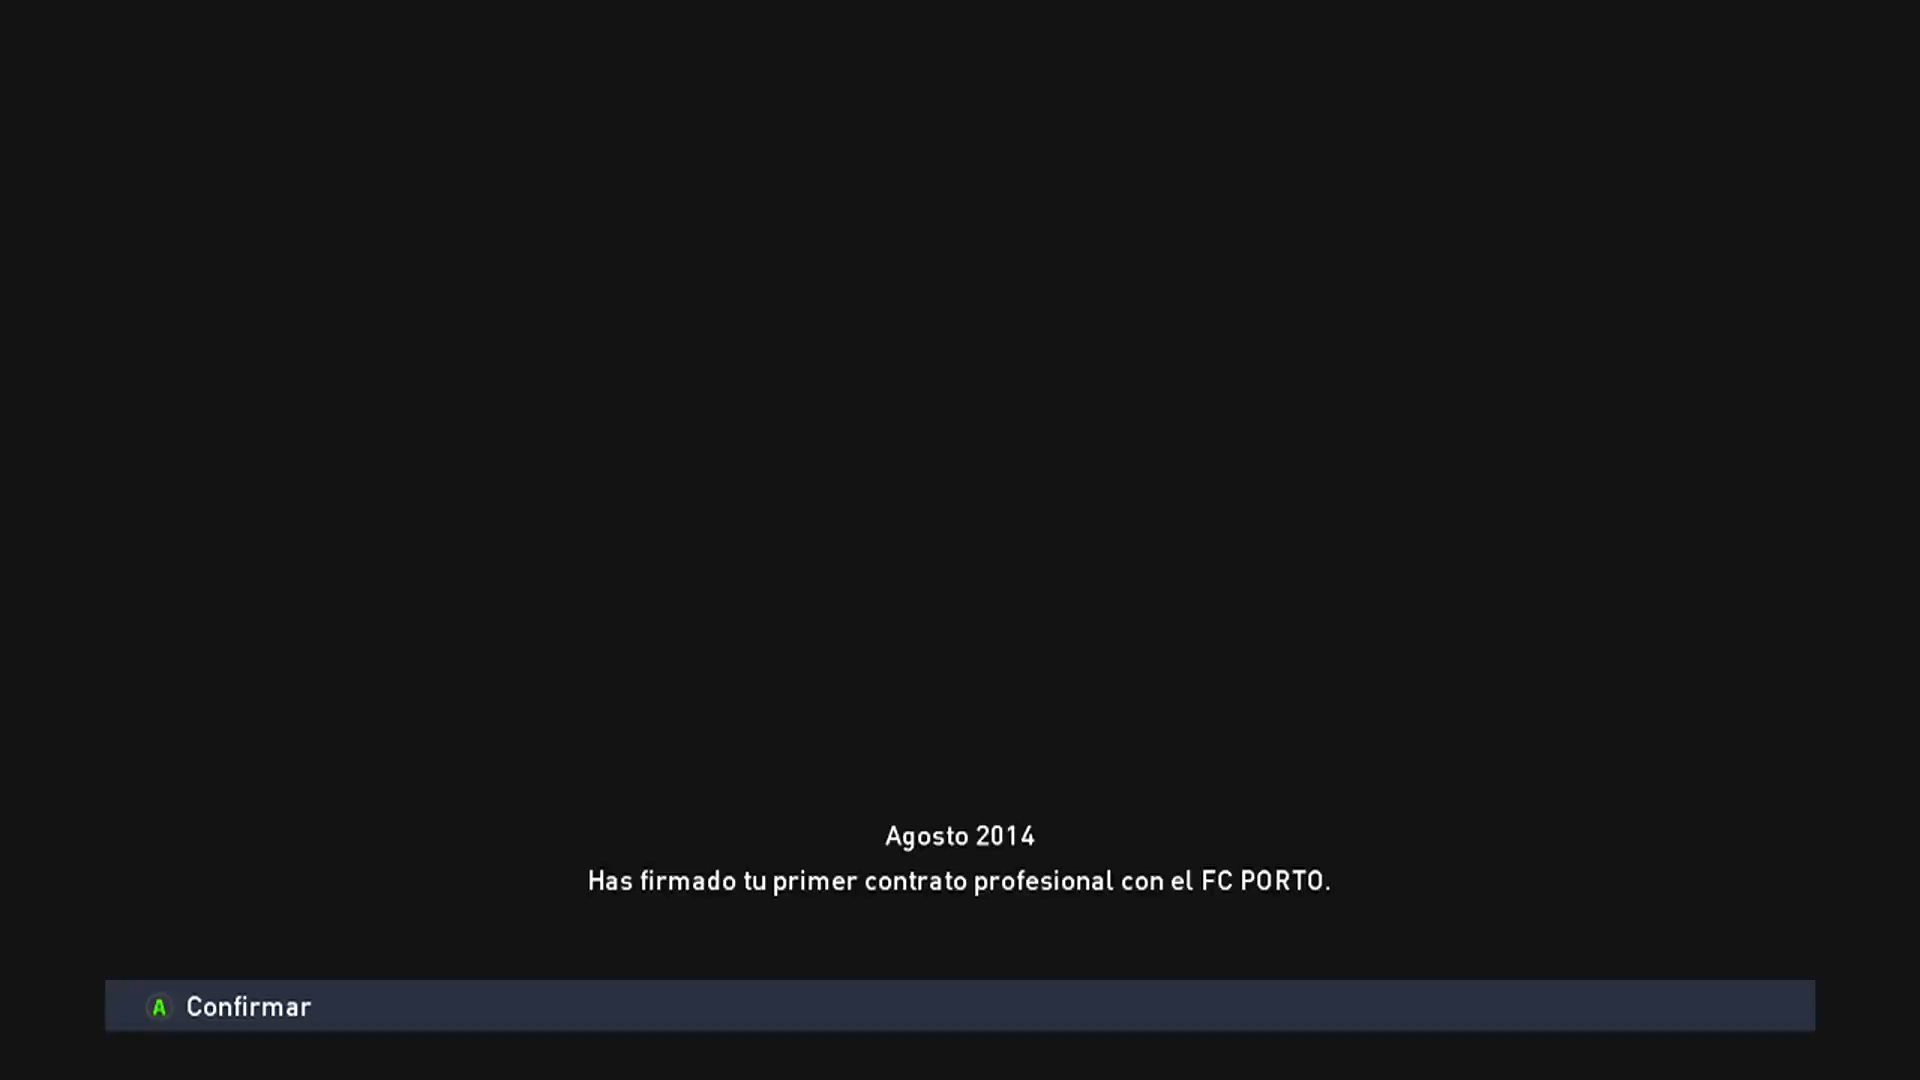 Agosto 2014
Has firmado tu primer contrato profesional con el FC PORTO.
A Confirmar